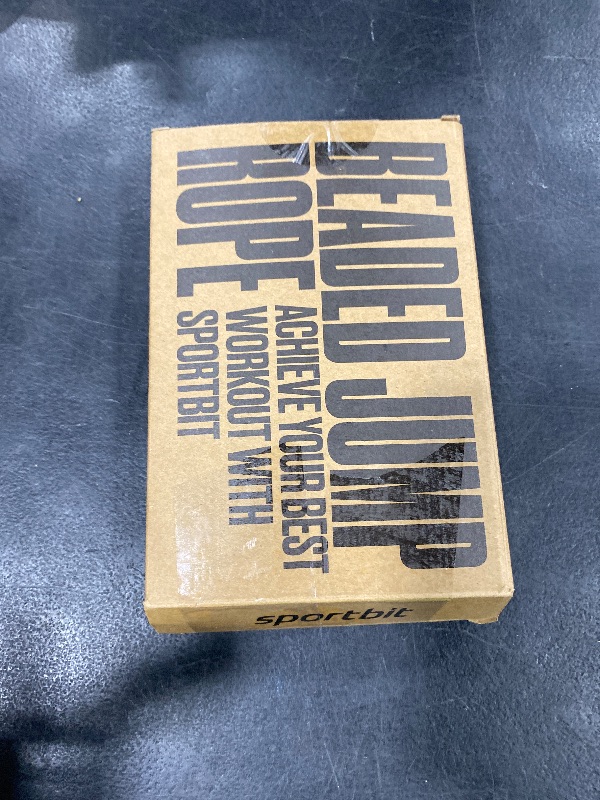 BEADED JUMP
ROPE
ACHIEVE YOUR BEST
WORKOUT WITH
SPORTBIT
sportbit